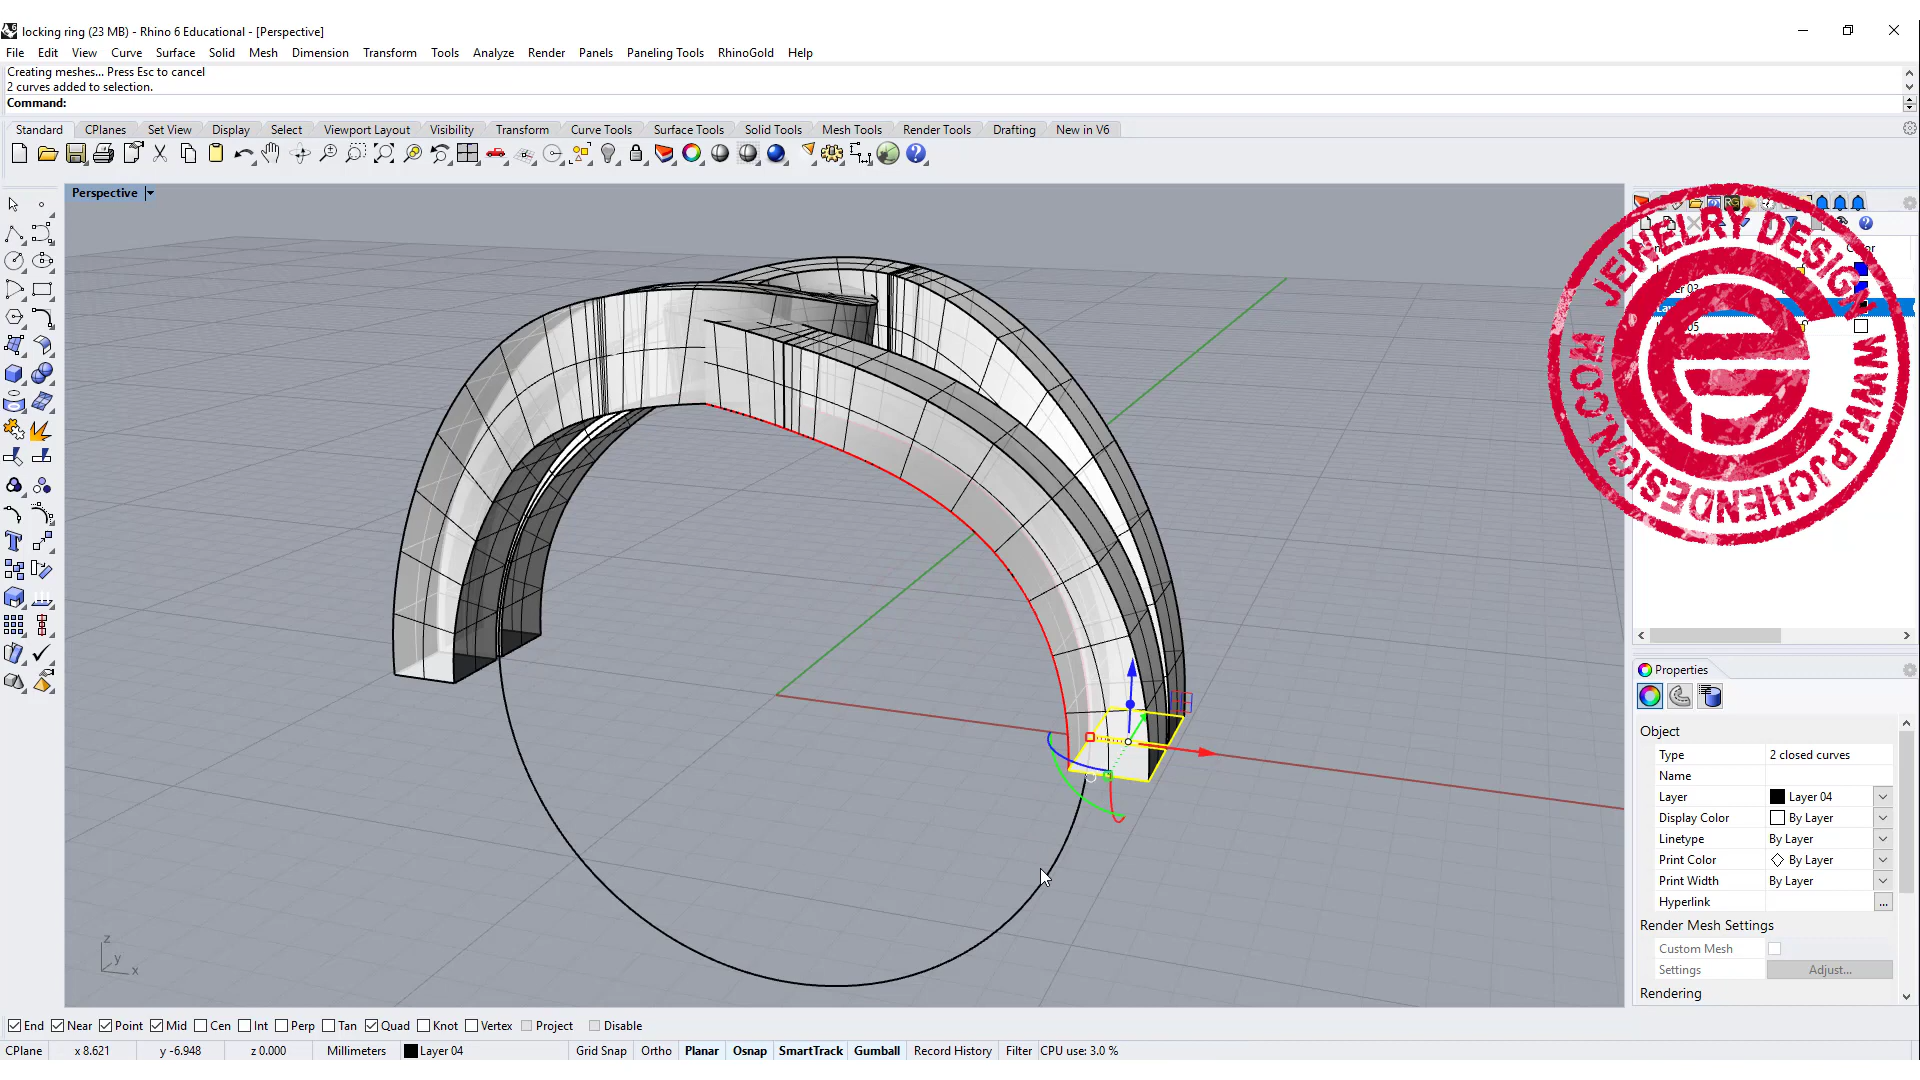 locking ring (23 MB) - Rhino 6 Educational - [Perspective]
File Edit View Curve Surface Solid Mesh Dimension Transform Tools Analyze Render Panels Paneling Tools RhinoGold Help
Creating meshes... Press Esc to cancel
2 curves added to selection.
Command:
Standard CPlanes Set View Display Select Viewport Layout Visibility Transform Curve Tools Surface Tools Solid Tools Mesh Tools Render Tools Drafting New in V6
Perspective
JEWELRY DESIGN
WWW.PJCHENDESIGN.COM
Properties
Object
Type 2 closed curves
Name
Layer Layer 04
Display Color By Layer
Linetype By Layer
Print Color By Layer
Print Width By Layer
Hyperlink ...
Render Mesh Settings
Custom Mesh
Settings Adjust...
Rendering
z
y
x
End Near Point Mid Cen Int Perp Tan Quad Knot Vertex Project Disable
CPlane x 8.621 y -6.948 z 0.000 Millimeters Layer 04 Grid Snap Ortho Planar Osnap SmartTrack Gumball Record History Filter CPU use: 3.0 %